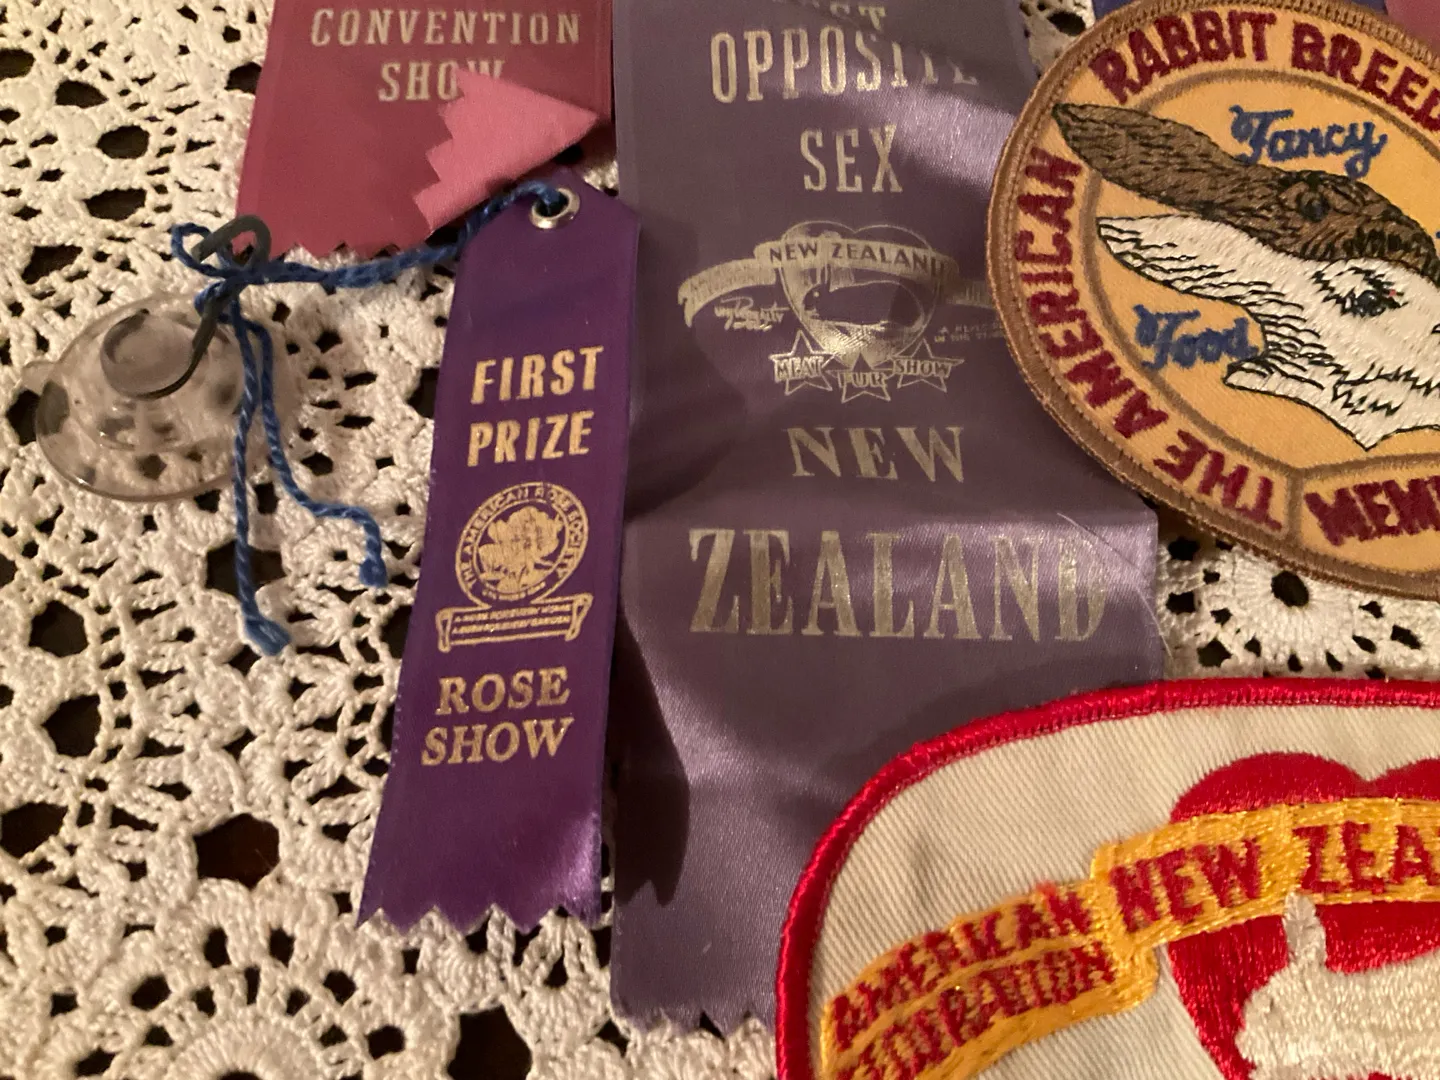 CONVENTION
SHOW
OPPOSITE
SEX
NEW ZEALAND
MEAT FUR SHOW
NEW
ZEALAND
FIRST
PRIZE
THE AMERICAN ROSE SOCIETY
ROSE
SHOW
THE AMERICAN RABBIT BREED
Fancy
Food
MEM
AMERICAN NEW ZEA